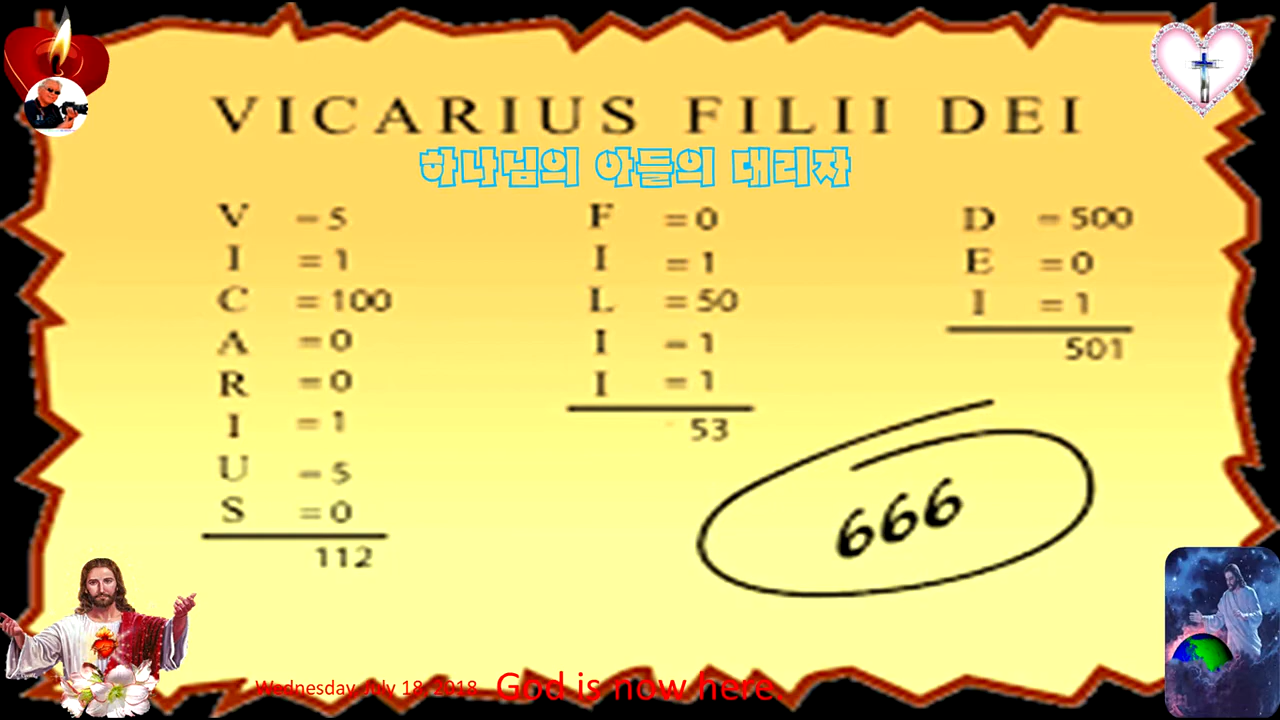 VICARIUS FILII DEI
하나님의 아들의 대리자
V = 5
I = 1
C = 100
A = 0
R = 0
I = 1
U = 5
S = 0
112
F = 0
I = 1
L = 50
I = 1
I = 1
53
D = 500
E = 0
I = 1
501
666
Wednesday, July 18, 2018
God is now here.